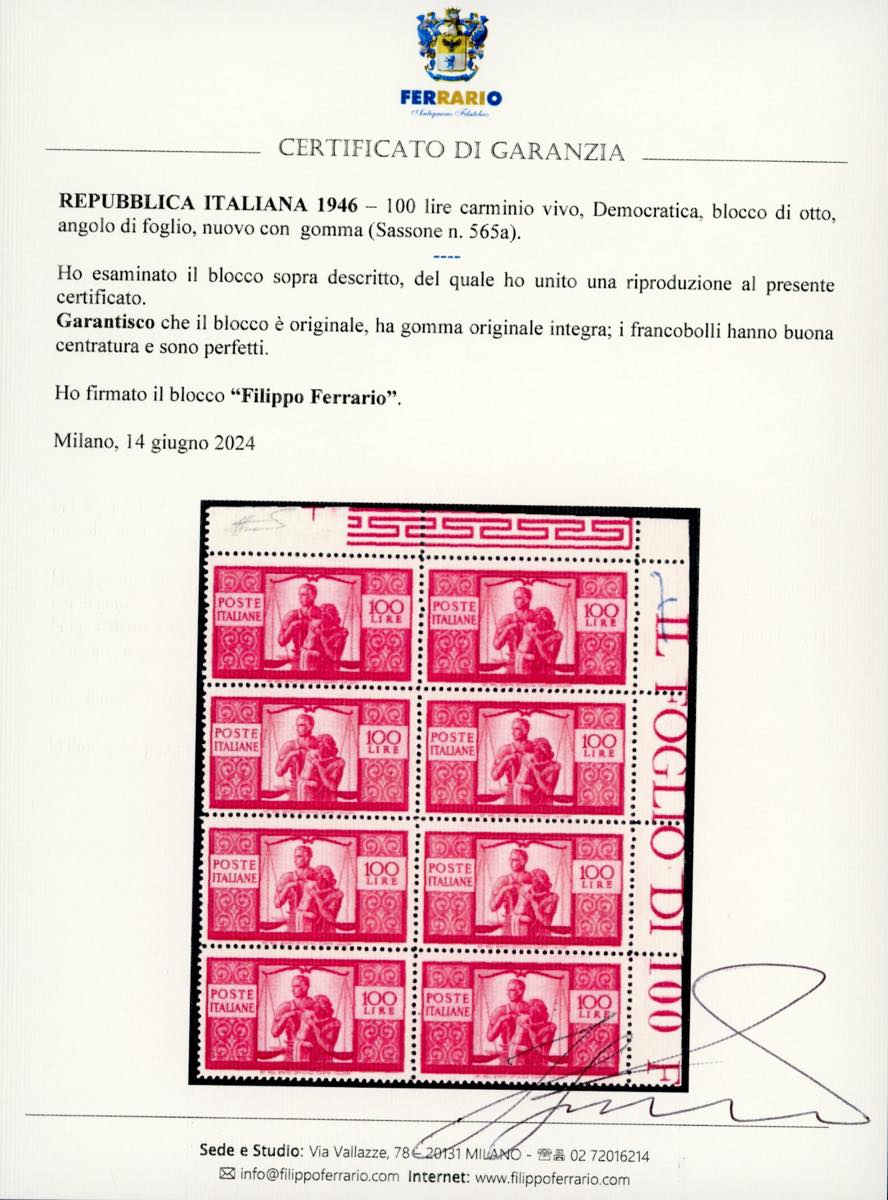 FERRARIO
Antiquario Filatelico
CERTIFICATO DI GARANZIA
REPUBBLICA ITALIANA 1946 – 100 lire carminio vivo, Democratica, blocco di otto,
angolo di foglio, nuovo con gomma (Sassone n. 565a).
----
Ho esaminato il blocco sopra descritto, del quale ho unito una riproduzione al presente
certificato.
Garantisco che il blocco è originale, ha gomma originale integra; i francobolli hanno buona
centratura e sono perfetti.
Ho firmato il blocco “Filippo Ferrario”.
Milano, 14 giugno 2024
POSTE ITALIANE 100 LIRE POSTE ITALIANE 100 LIRE
POSTE ITALIANE 100 LIRE POSTE ITALIANE 100 LIRE
POSTE ITALIANE 100 LIRE POSTE ITALIANE 100 LIRE
POSTE ITALIANE 100 LIRE POSTE ITALIANE 100 LIRE
IL FOGLIO DI 100 F
Sede e Studio: Via Vallazze, 78 – 20131 MILANO - ☏ 02 72016214
✉ info@filippoferrario.com Internet: www.filippoferrario.com